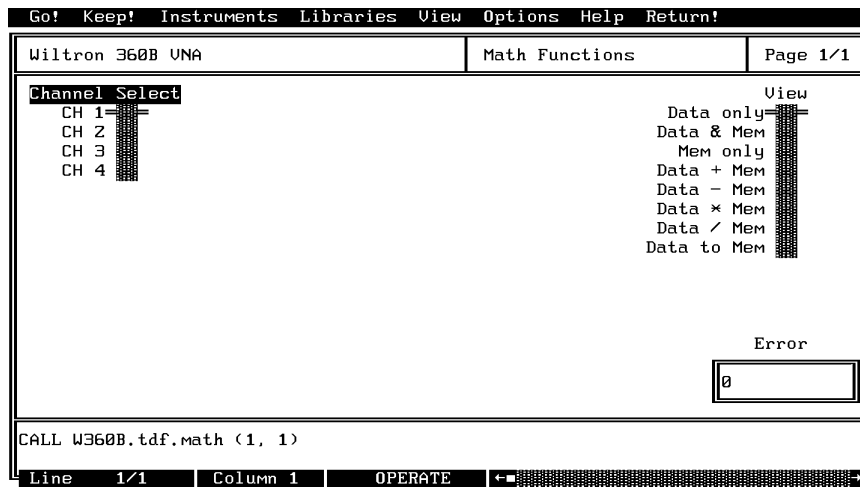 Go! Keep! Instruments Libraries View Options Help Return!
Wiltron 360B VNA
Math Functions
Page 1/1
Channel Select
CH 1
CH 2
CH 3
CH 4
View
Data only
Data & Mem
Mem only
Data + Mem
Data - Mem
Data * Mem
Data / Mem
Data to Mem
Error
0
CALL W360B.tdf.math (1, 1)
Line 1/1 Column 1 OPERATE